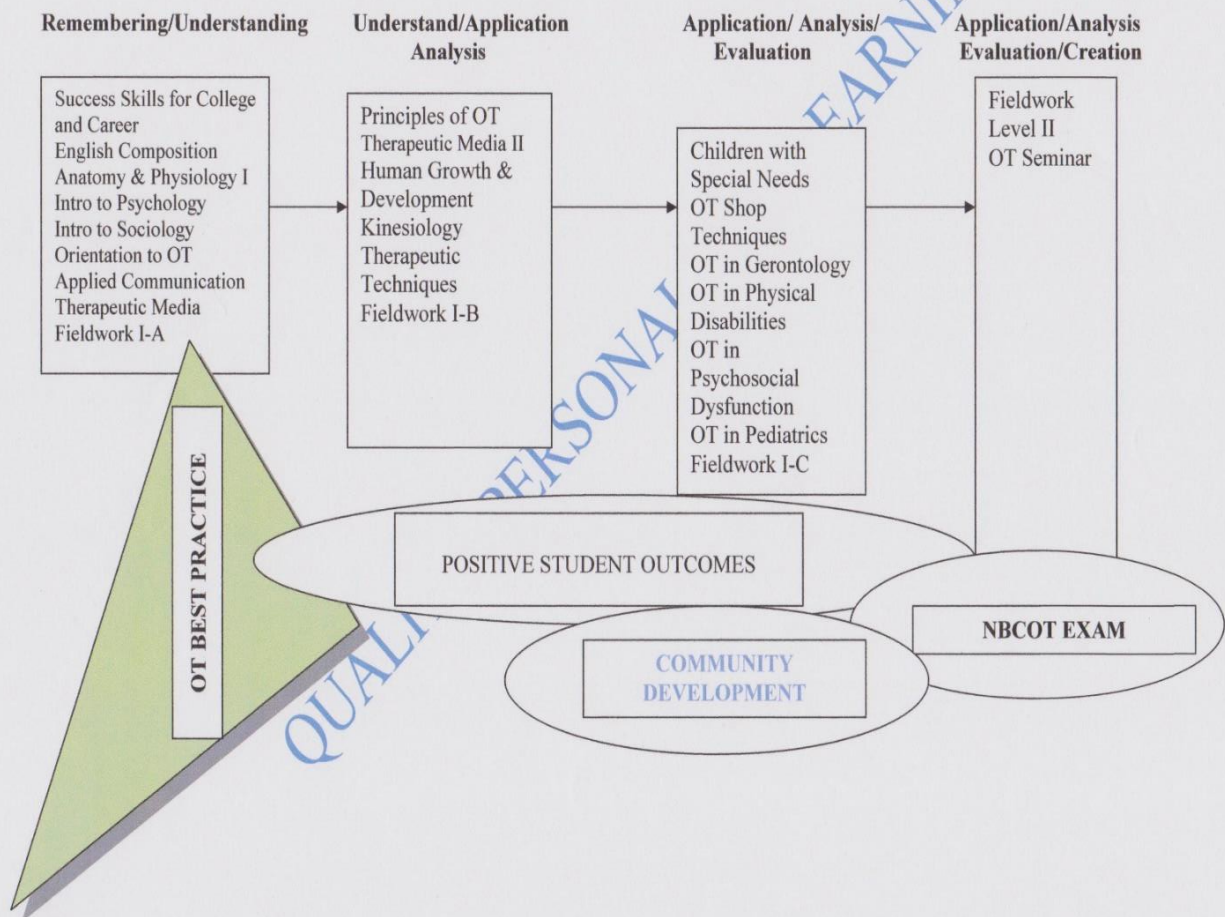 Remembering/Understanding
Understand/Application
Analysis
Application/ Analysis/
Evaluation
Application/Analysis
Evaluation/Creation
Success Skills for College
and Career
English Composition
Anatomy & Physiology I
Intro to Psychology
Intro to Sociology
Orientation to OT
Applied Communication
Therapeutic Media
Fieldwork I-A
Principles of OT
Therapeutic Media II
Human Growth &
Development
Kinesiology
Therapeutic
Techniques
Fieldwork I-B
Children with
Special Needs
OT Shop
Techniques
OT in Gerontology
OT in Physical
Disabilities
OT in
Psychosocial
Dysfunction
OT in Pediatrics
Fieldwork I-C
Fieldwork
Level II
OT Seminar
OT BEST PRACTICE
POSITIVE STUDENT OUTCOMES
NBCOT EXAM
COMMUNITY
DEVELOPMENT
PERSONAL